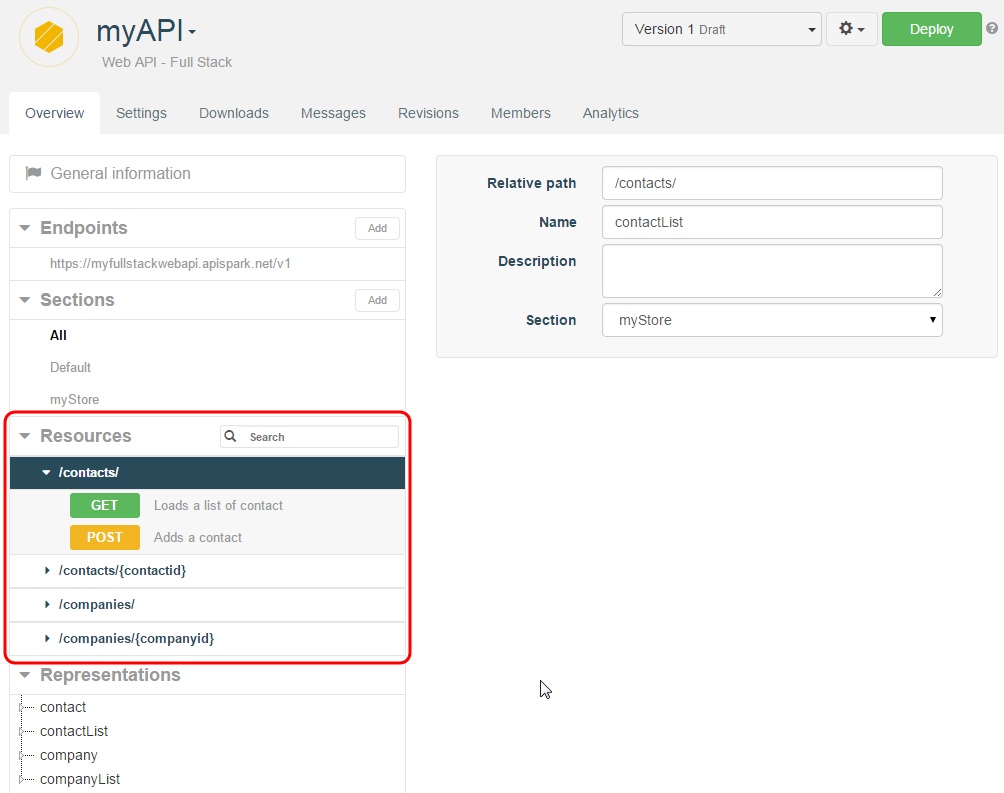 myAPI
Version 1 Draft
Deploy
?
Web API - Full Stack
Overview Settings Downloads Messages Revisions Members Analytics
General information
Endpoints Add
https://myfullstackwebapi.apispark.net/v1
Sections Add
All
Default
myStore
Resources Search
/contacts/
GET Loads a list of contact
POST Adds a contact
/contacts/{contactid}
/companies/
/companies/{companyid}
Representations
contact
contactList
company
companyList
Relative path /contacts/
Name contactList
Description
Section myStore